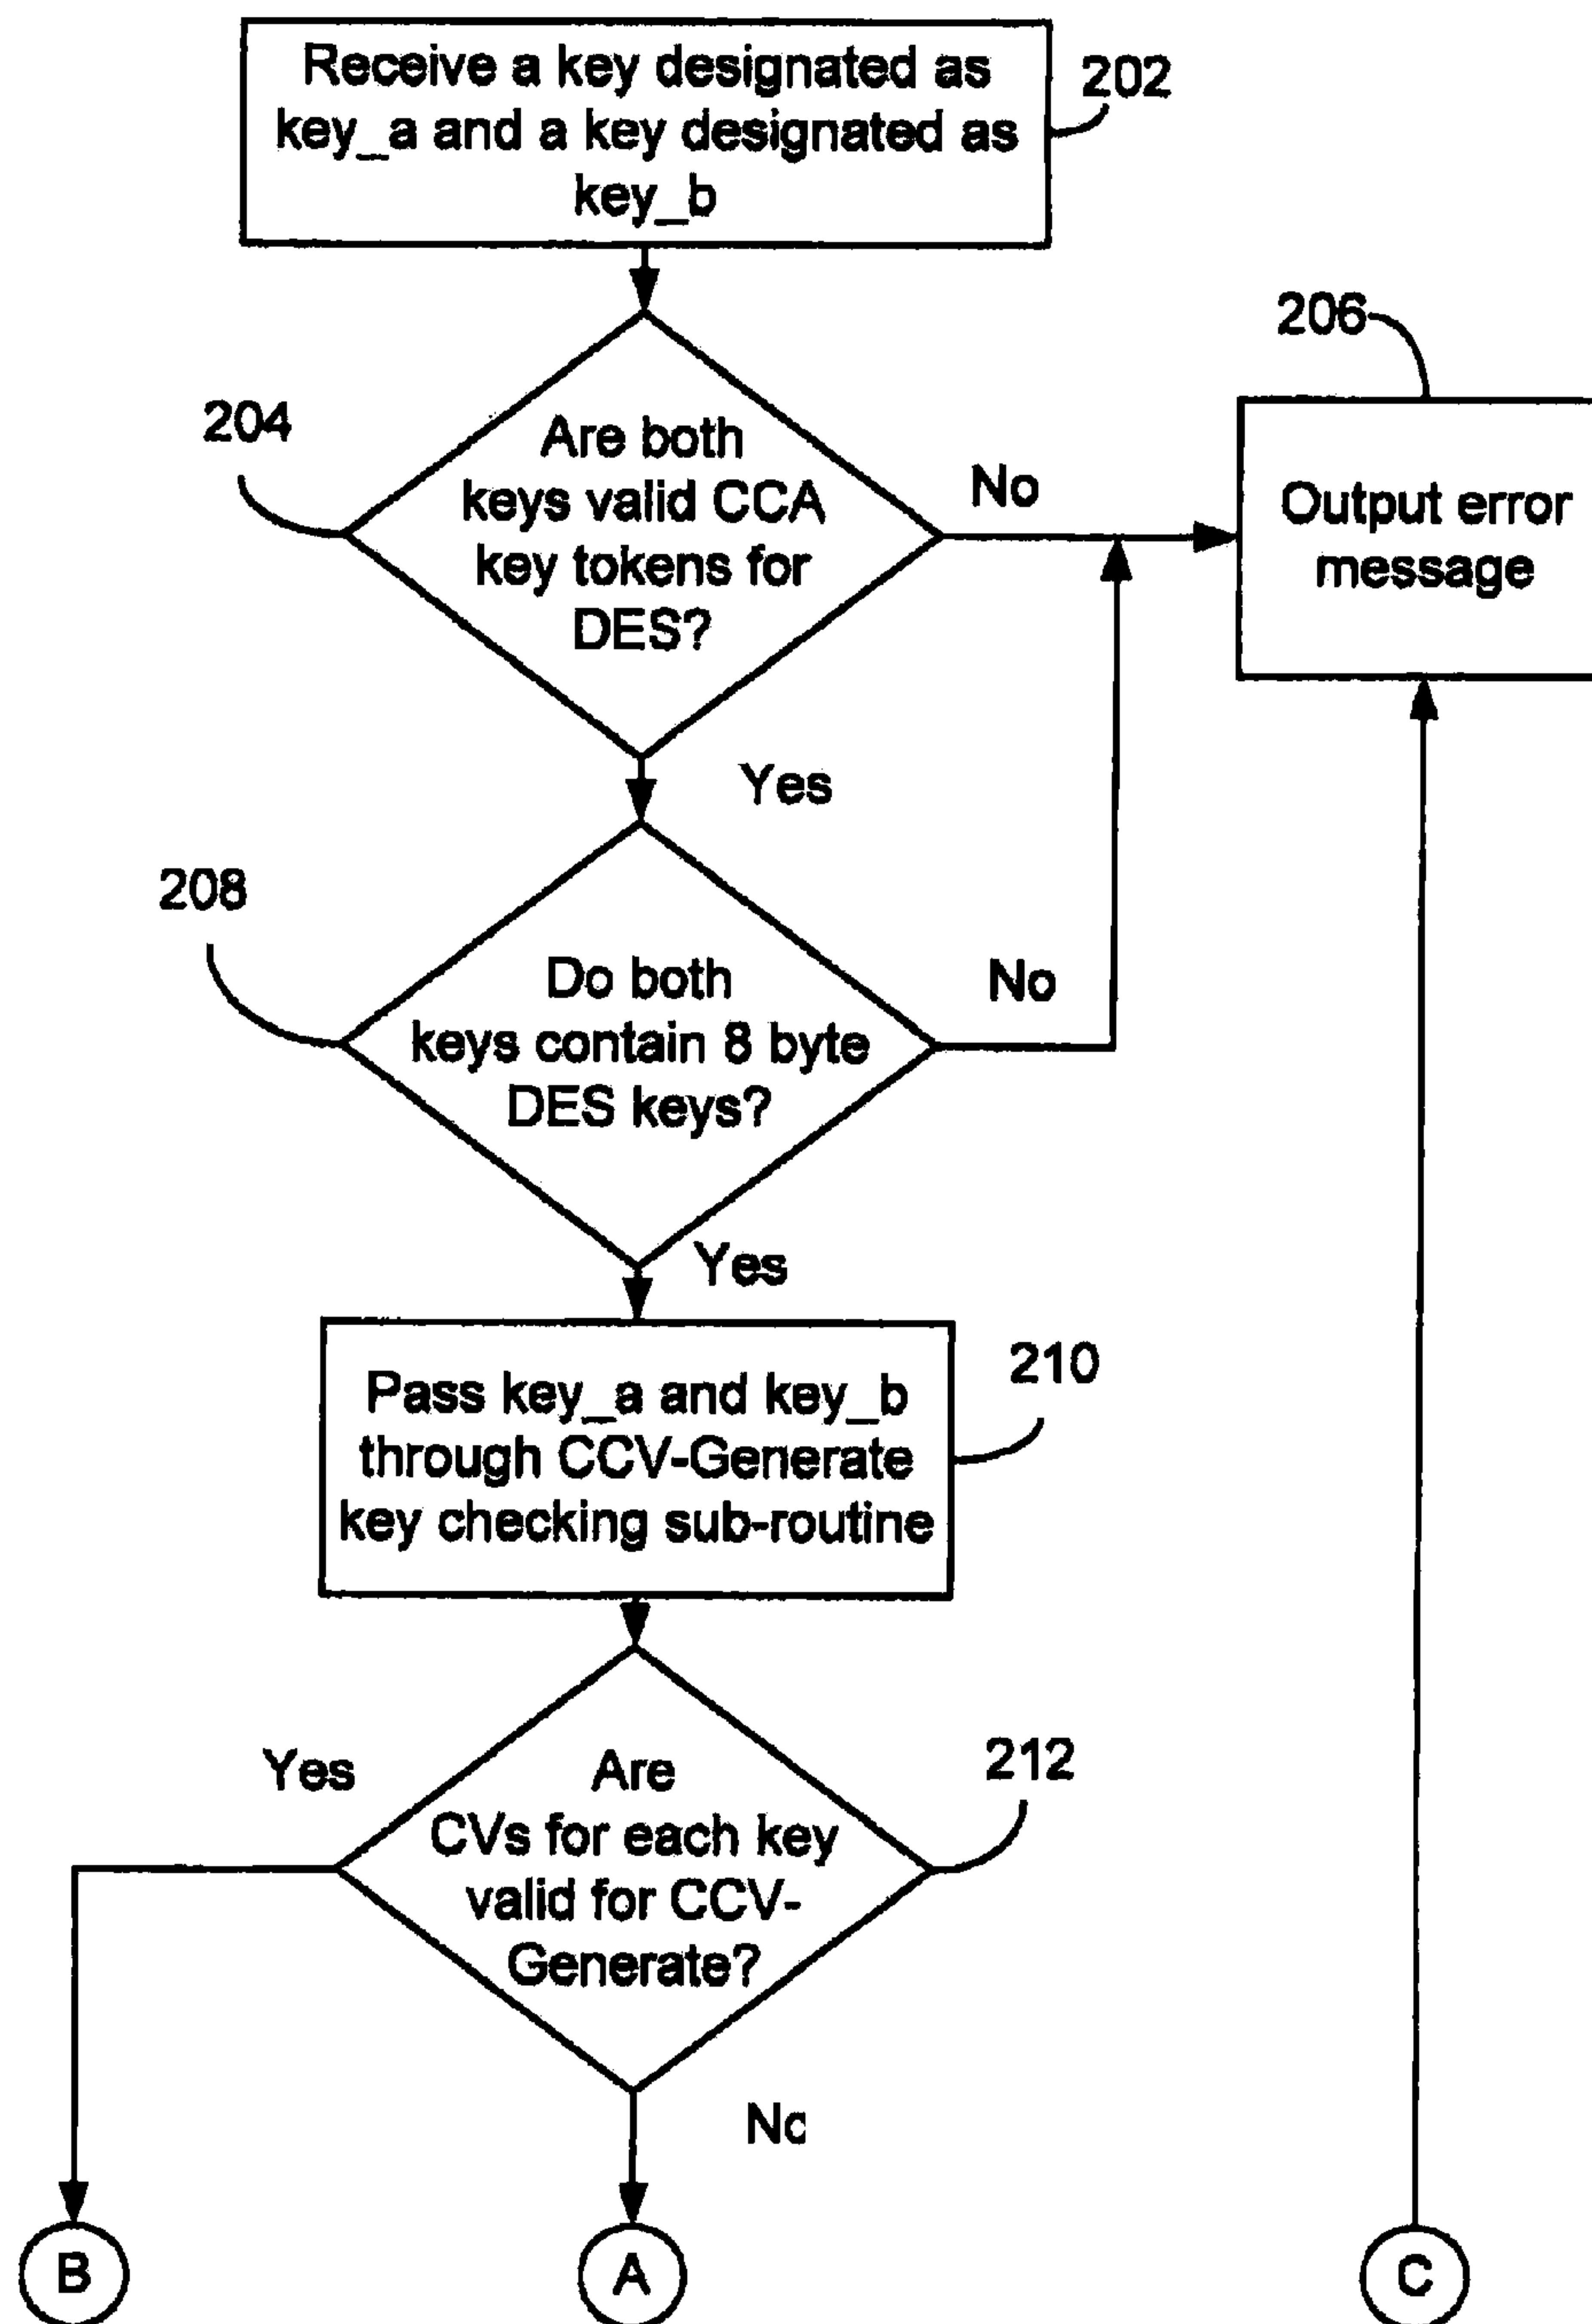 Receive a key designated as
key_a and a key designated as
key_b
202
206
204
Are both
keys valid CCA
key tokens for
DES?
No
Output error
message
Yes
208
Do both
keys contain 8 byte
DES keys?
No
Yes
210
Pass key_a and key_b
through CCV-Generate
key checking sub-routine
212
Yes
Are
CVs for each key
valid for CCV-
Generate?
No
B
A
C